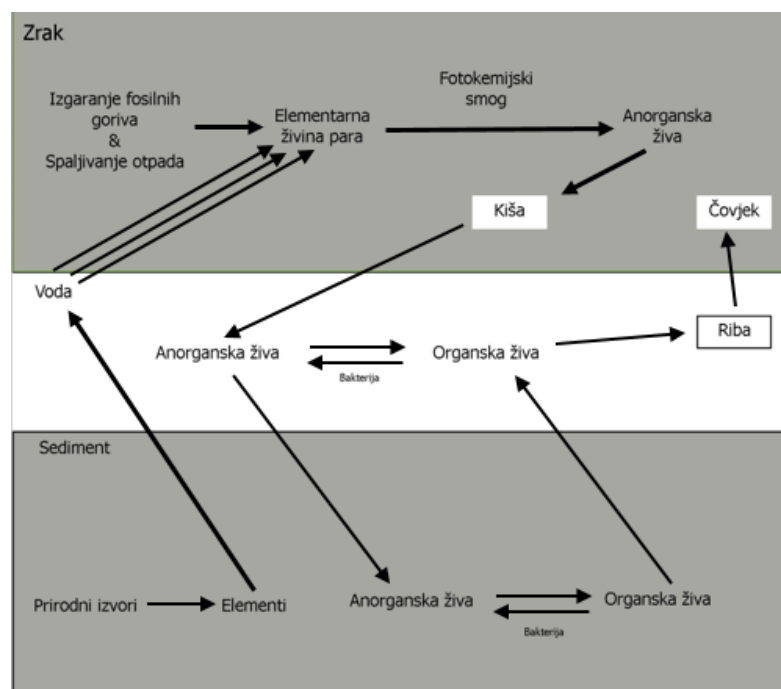 Zrak
Izgaranje fosilnih
goriva
&
Spaljivanje otpada
Elementarna
živina para
Fotokemijski
smog
Anorganska
živa
Kiša
Čovjek
Voda
Anorganska živa
Bakterija
Organska živa
Riba
Sediment
Prirodni izvori
Elementi
Anorganska živa
Bakterija
Organska živa